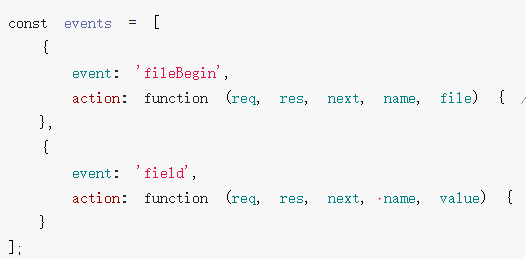 const events = [
{
event: 'fileBegin',
action: function (req, res, next, name, file) { /
},
{
event: 'field',
action: function (req, res, next, ·name, value) {
}
];